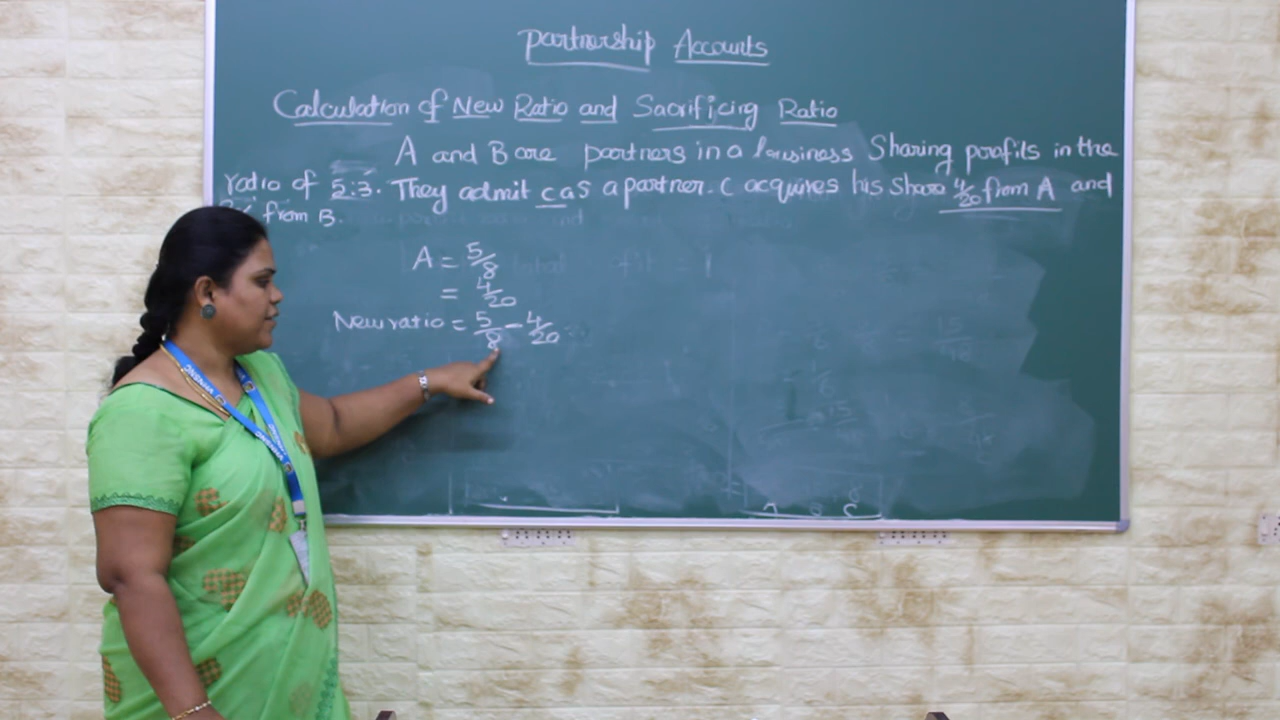 Partnership Accounts
Calculation of New Ratio and Sacrificing Ratio
A and B are partners in a business Sharing profits in the
ratio of 5:3. They admit C as a partner. C acquires his Share 4/20 from A and
from B.
A = 5/8
= 4/20
New ratio = 5/8 - 4/20